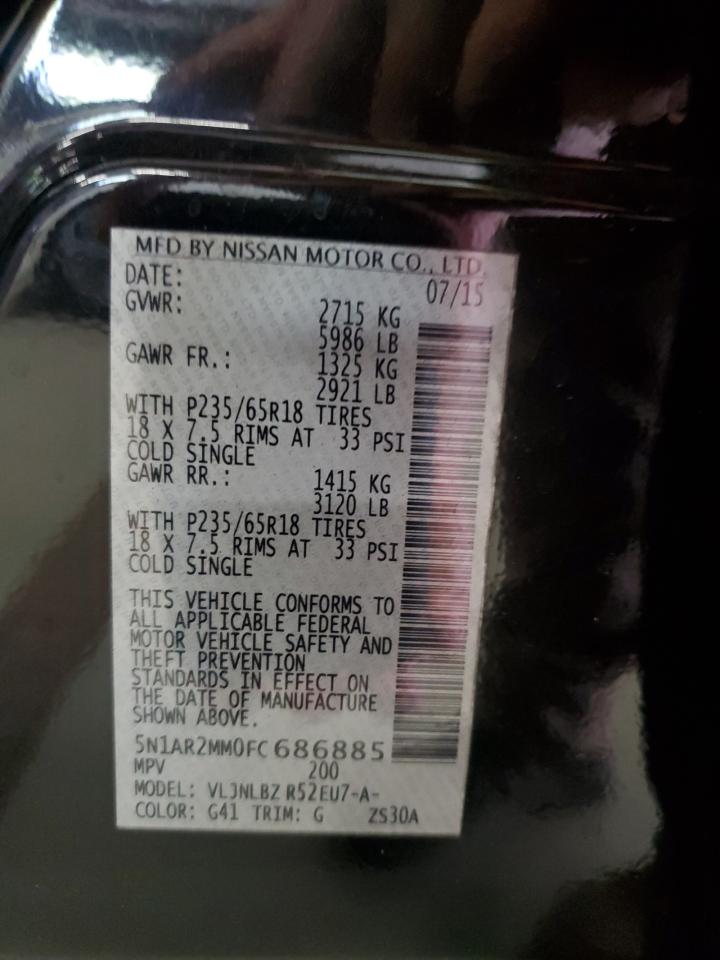 MFD BY NISSAN MOTOR CO., LTD.
DATE: 07/15
GVWR: 2715 KG
5986 LB
GAWR FR.: 1325 KG
2921 LB
WITH P235/65R18 TIRES
18 X 7.5 RIMS AT 33 PSI
COLD SINGLE
GAWR RR.: 1415 KG
3120 LB
WITH P235/65R18 TIRES
18 X 7.5 RIMS AT 33 PSI
COLD SINGLE
THIS VEHICLE CONFORMS TO
ALL APPLICABLE FEDERAL
MOTOR VEHICLE SAFETY AND
THEFT PREVENTION
STANDARDS IN EFFECT ON
THE DATE OF MANUFACTURE
SHOWN ABOVE.
5N1AR2MM0FC686885
MPV 200
MODEL: VLJNLBZ R52EU7-A-
COLOR: G41 TRIM: G ZS30A